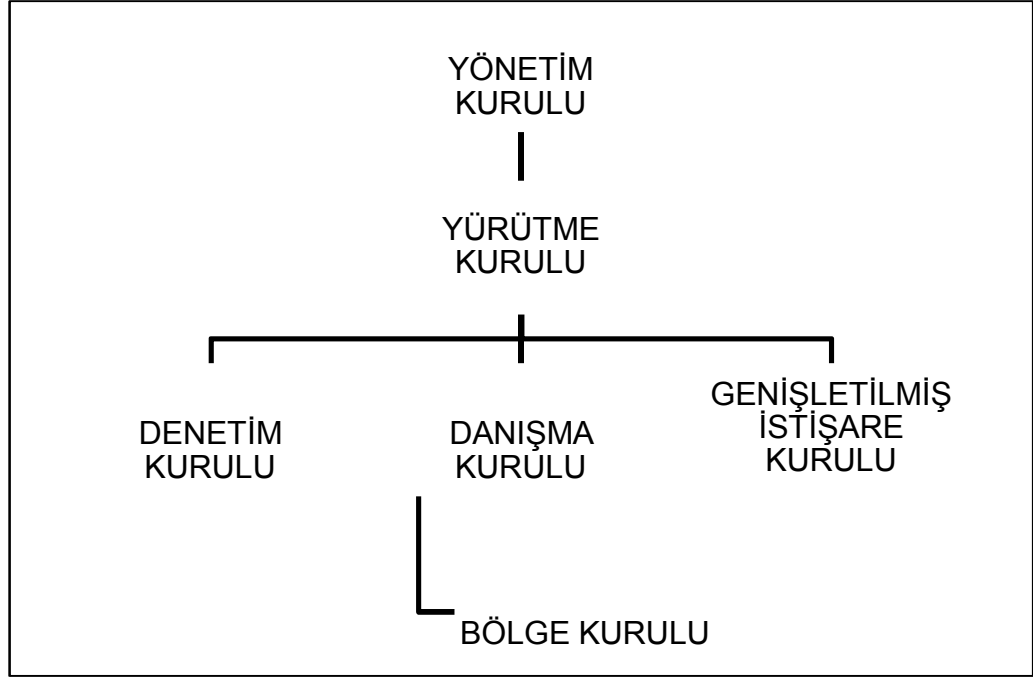 YÖNETİM
KURULU
YÜRÜTME
KURULU
DENETİM
KURULU
DANIŞMA
KURULU
GENİŞLETİLMİŞ
İSTİŞARE
KURULU
BÖLGE KURULU